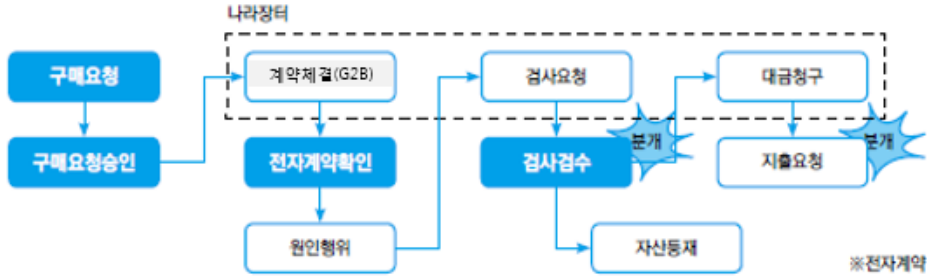 나라장터
구매요청
계약체결(G2B)
검사요청
대금청구
구매요청승인
전자계약확인
검사검수
분개
지출요청
분개
원인행위
자산등재
※전자계약